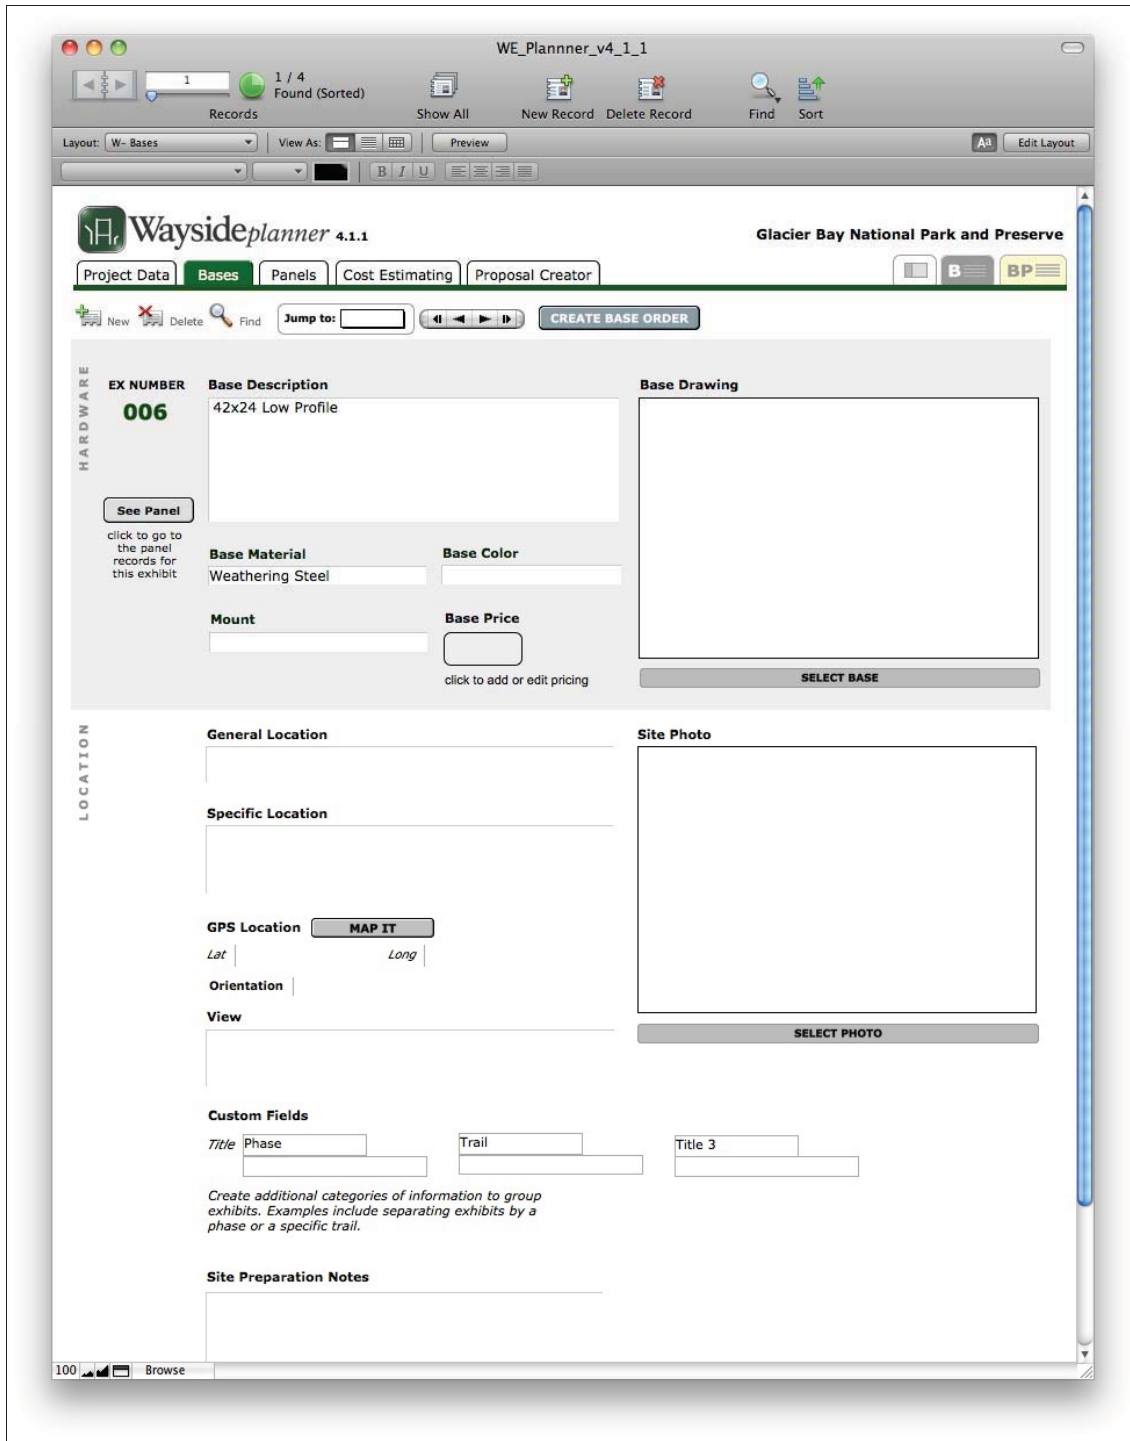 WE_Plannner_v4_1_1
1
1 / 4
Found (Sorted)
Records
Show All
New Record
Delete Record
Find
Sort
Layout: W- Bases
View As:
Preview
Aa
Edit Layout
B I U
Waysideplanner 4.1.1
Glacier Bay National Park and Preserve
Project Data
Bases
Panels
Cost Estimating
Proposal Creator
B
BP
New
Delete
Find
Jump to:
CREATE BASE ORDER
HARDWARE
EX NUMBER
006
Base Description
42x24 Low Profile
Base Drawing
See Panel
click to go to
the panel
records for
this exhibit
Base Material
Weathering Steel
Base Color
Mount
Base Price
click to add or edit pricing
SELECT BASE
LOCATION
General Location
Site Photo
Specific Location
GPS Location
MAP IT
Lat
Long
Orientation
View
SELECT PHOTO
Custom Fields
Title Phase
Trail
Title 3
Create additional categories of information to group
exhibits. Examples include separating exhibits by a
phase or a specific trail.
Site Preparation Notes
100
Browse